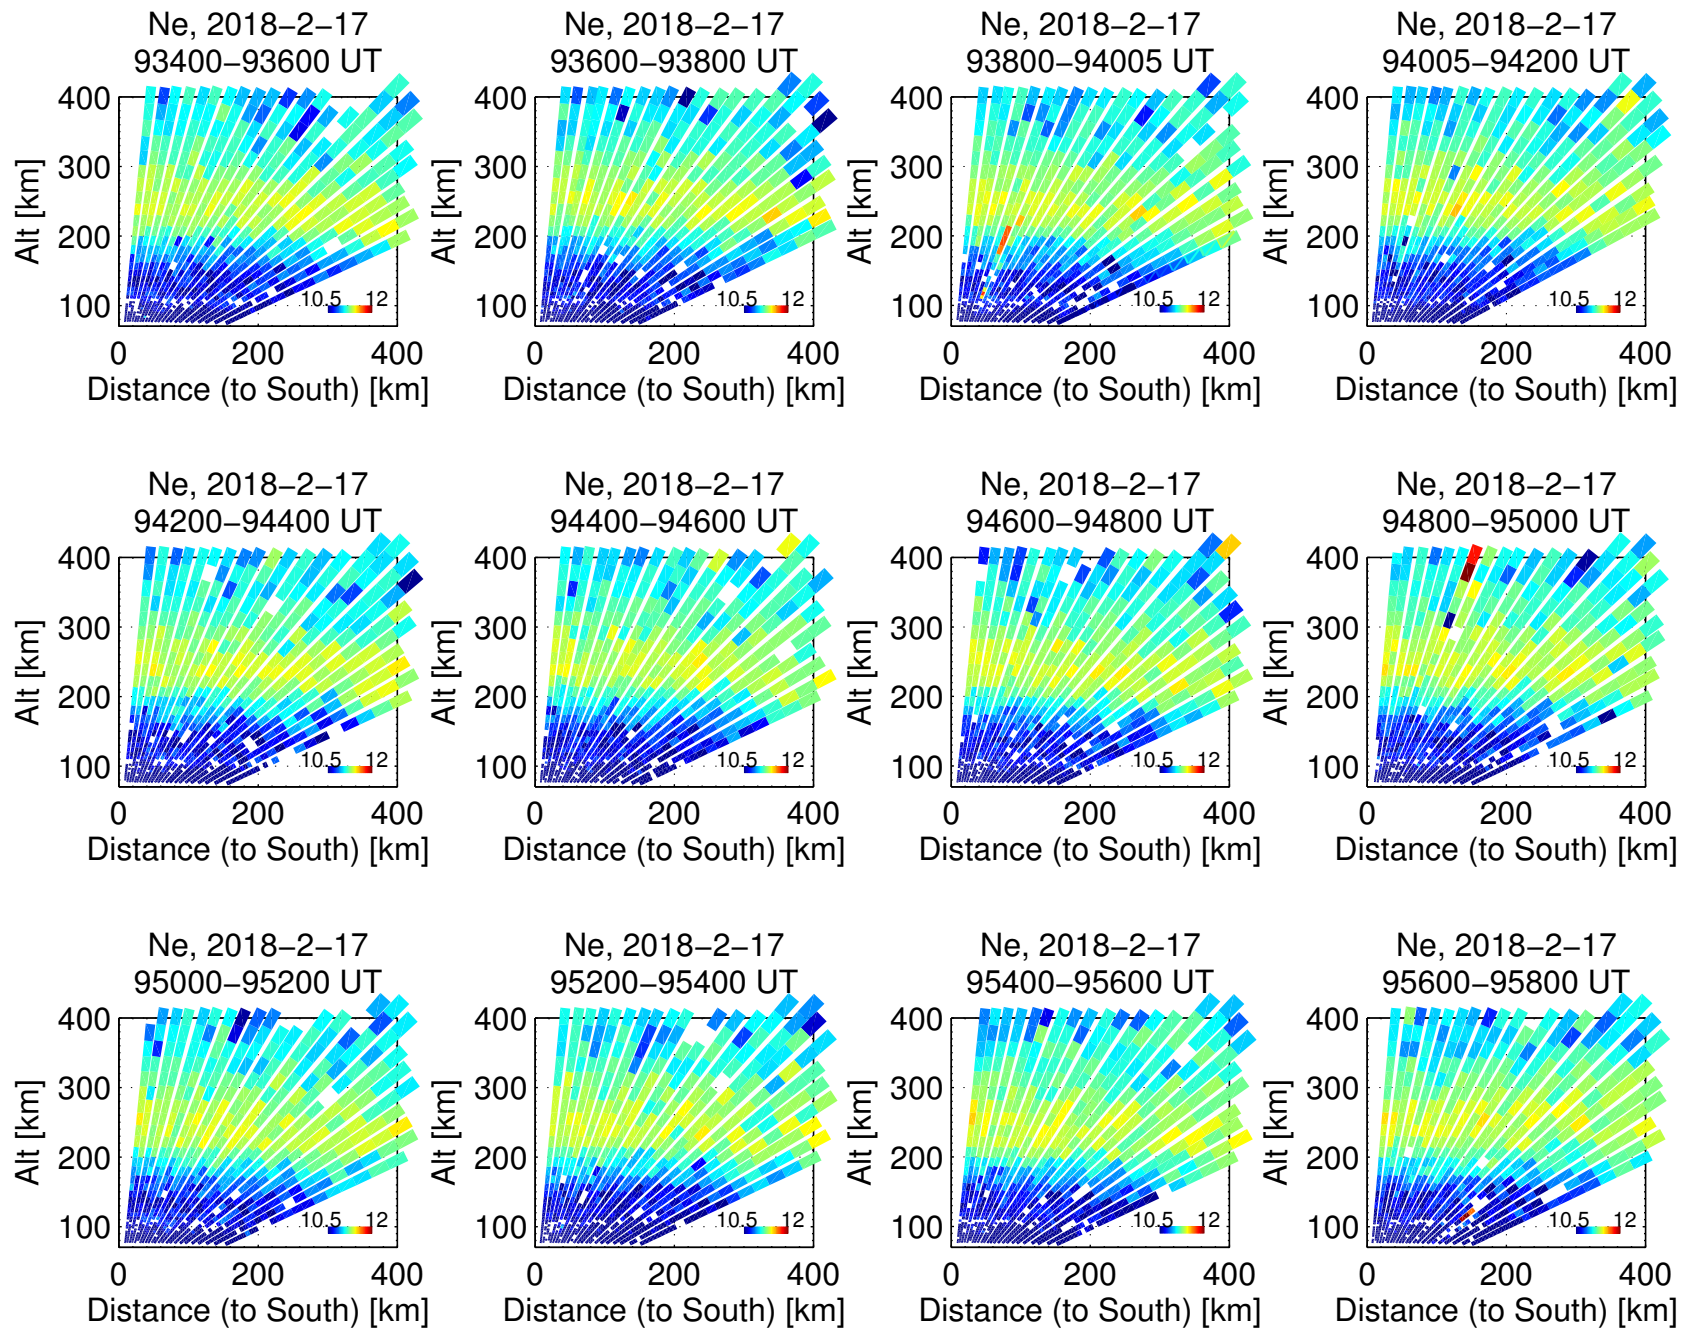 Ne, 2018−2−17
93400−93600 UT
Alt [km]
400
300
200
100
10.5 12
0 200 400
Distance (to South) [km]
Ne, 2018−2−17
93600−93800 UT
Alt [km]
400
300
200
100
10.5 12
0 200 400
Distance (to South) [km]
Ne, 2018−2−17
93800−94005 UT
Alt [km]
400
300
200
100
10.5 12
0 200 400
Distance (to South) [km]
Ne, 2018−2−17
94005−94200 UT
Alt [km]
400
300
200
100
10.5 12
0 200 400
Distance (to South) [km]
Ne, 2018−2−17
94200−94400 UT
Alt [km]
400
300
200
100
10.5 12
0 200 400
Distance (to South) [km]
Ne, 2018−2−17
94400−94600 UT
Alt [km]
400
300
200
100
10.5 12
0 200 400
Distance (to South) [km]
Ne, 2018−2−17
94600−94800 UT
Alt [km]
400
300
200
100
10.5 12
0 200 400
Distance (to South) [km]
Ne, 2018−2−17
94800−95000 UT
Alt [km]
400
300
200
100
10.5 12
0 200 400
Distance (to South) [km]
Ne, 2018−2−17
95000−95200 UT
Alt [km]
400
300
200
100
10.5 12
0 200 400
Distance (to South) [km]
Ne, 2018−2−17
95200−95400 UT
Alt [km]
400
300
200
100
10.5 12
0 200 400
Distance (to South) [km]
Ne, 2018−2−17
95400−95600 UT
Alt [km]
400
300
200
100
10.5 12
0 200 400
Distance (to South) [km]
Ne, 2018−2−17
95600−95800 UT
Alt [km]
400
300
200
100
10.5 12
0 200 400
Distance (to South) [km]